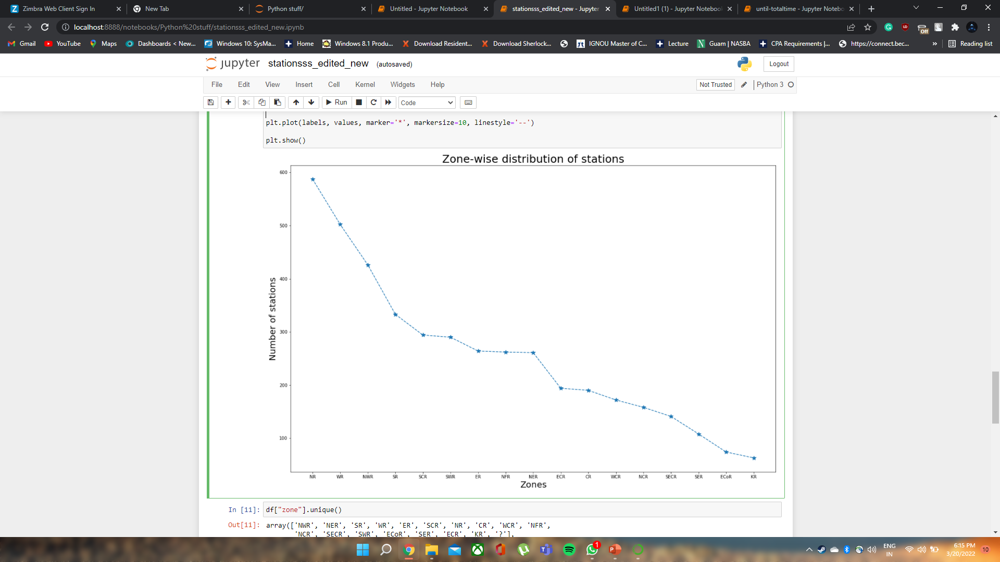 Zimbra Web Client Sign In
New Tab
Python stuff/
Untitled - Jupyter Notebook
stationsss_edited_new - Jupyter
Untitled1 (1) - Jupyter Notebook
until-totaltime - Jupyter Notebo
localhost:8888/notebooks/Python%20stuff/stationsss_edited_new.ipynb
Off
Gmail
YouTube
Maps
Dashboards < New...
Windows 10: SysMa...
Home
Windows 8.1 Produ...
Download Resident...
Download Sherlock...
IGNOU Master of C...
Lecture
Guam | NASBA
CPA Requirements |...
https://connect.bec...
»
Reading list
jupyter stationsss_edited_new (autosaved)
Logout
File Edit View Insert Cell Kernel Widgets Help
Not Trusted
Python 3
Run
Code
plt.plot(labels, values, marker='*', markersize=10, linestyle='--')
plt.show()
Zone-wise distribution of stations
600
500
400
300
200
100
Number of stations
NR WR NWR SR SCR SWR ER NFR NER ECR CR WCR NCR SECR SER ECoR KR
Zones
In [11]: df["zone"].unique()
Out[11]: array(['NWR', 'NER', 'SR', 'WR', 'ER', 'SCR', 'NR', 'CR', 'WCR', 'NFR',
'NCR', 'SECR', 'SWR', 'ECoR', 'SER', 'ECR', 'KR', '?'],
1
ENG
IN
6:15 PM
3/20/2022
10